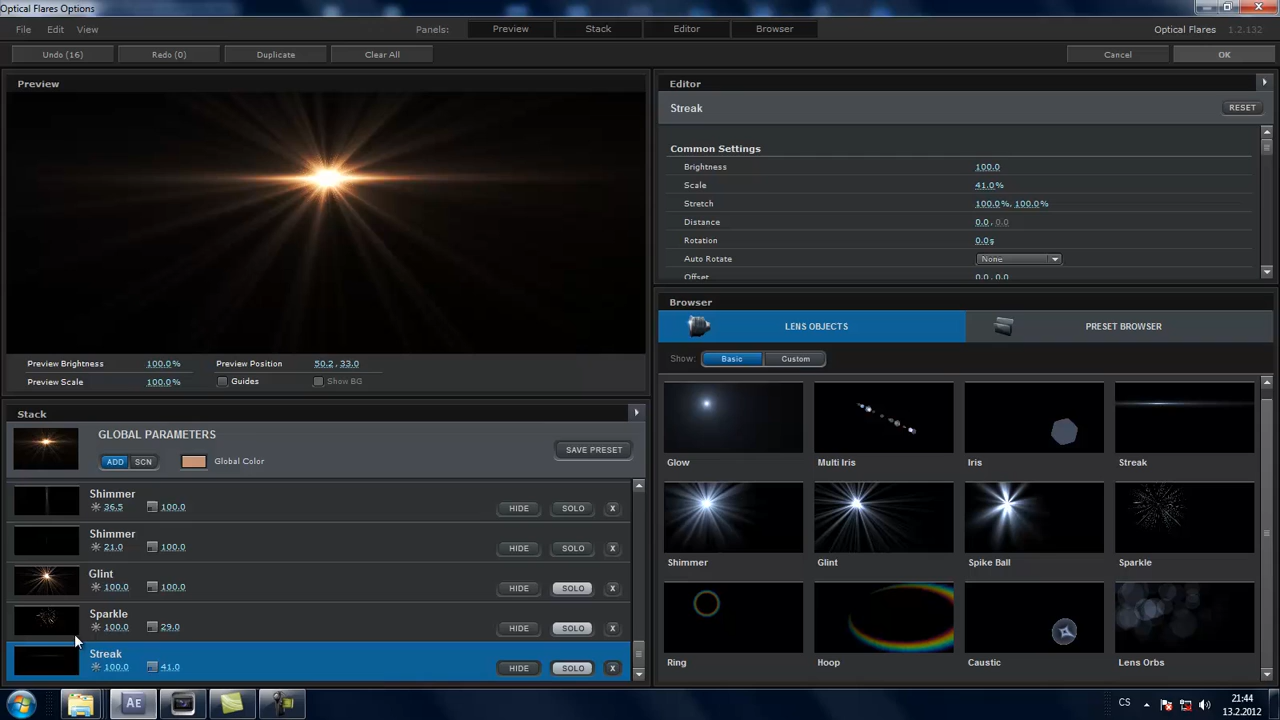 Optical Flares Options
File Edit View Panels: Preview Stack Editor Browser Optical Flares 1.2.132
Undo (16) Redo (0) Duplicate Clear All Cancel OK
Preview
Preview Brightness 100.0% Preview Position 50.2, 33.0
Preview Scale 100.0% Guides Show BG
Stack
GLOBAL PARAMETERS
ADD SCN Global Color SAVE PRESET
Shimmer
36.5 100.0 HIDE SOLO X
Shimmer
21.0 100.0 HIDE SOLO X
Glint
100.0 100.0 HIDE SOLO X
Sparkle
100.0 29.0 HIDE SOLO X
Streak
100.0 41.0 HIDE SOLO X
Editor
Streak RESET
Common Settings
Brightness 100.0
Scale 41.0%
Stretch 100.0%, 100.0%
Distance 0.0, 0.0
Rotation 0.0s
Auto Rotate None
Offset 0.0, 0.0
Browser
LENS OBJECTS PRESET BROWSER
Show: Basic Custom
Glow Multi Iris Iris Streak
Shimmer Glint Spike Ball Sparkle
Ring Hoop Caustic Lens Orbs
Ae CS 21:44
13.2.2012